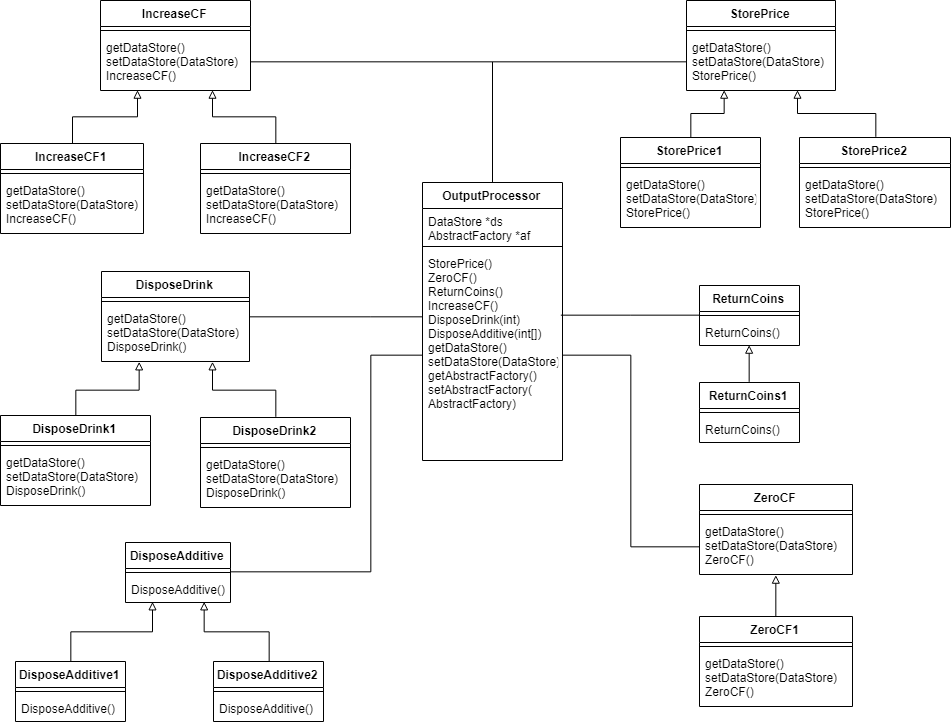 IncreaseCF
getDataStore()
setDataStore(DataStore)
IncreaseCF()
StorePrice
getDataStore()
setDataStore(DataStore)
StorePrice()
IncreaseCF1
getDataStore()
setDataStore(DataStore)
IncreaseCF()
IncreaseCF2
getDataStore()
setDataStore(DataStore)
IncreaseCF()
StorePrice1
getDataStore()
setDataStore(DataStore)
StorePrice()
StorePrice2
getDataStore()
setDataStore(DataStore)
StorePrice()
OutputProcessor
DataStore *ds
AbstractFactory *af
StorePrice()
ZeroCF()
ReturnCoins()
IncreaseCF()
DisposeDrink(int)
DisposeAdditive(int[])
getDataStore()
setDataStore(DataStore)
getAbstractFactory()
setAbstractFactory(
AbstractFactory)
DisposeDrink
getDataStore()
setDataStore(DataStore)
DisposeDrink()
ReturnCoins
ReturnCoins()
ReturnCoins1
ReturnCoins()
DisposeDrink1
getDataStore()
setDataStore(DataStore)
DisposeDrink()
DisposeDrink2
getDataStore()
setDataStore(DataStore)
DisposeDrink()
ZeroCF
getDataStore()
setDataStore(DataStore)
ZeroCF()
DisposeAdditive
DisposeAdditive()
ZeroCF1
getDataStore()
setDataStore(DataStore)
ZeroCF()
DisposeAdditive1
DisposeAdditive()
DisposeAdditive2
DisposeAdditive()